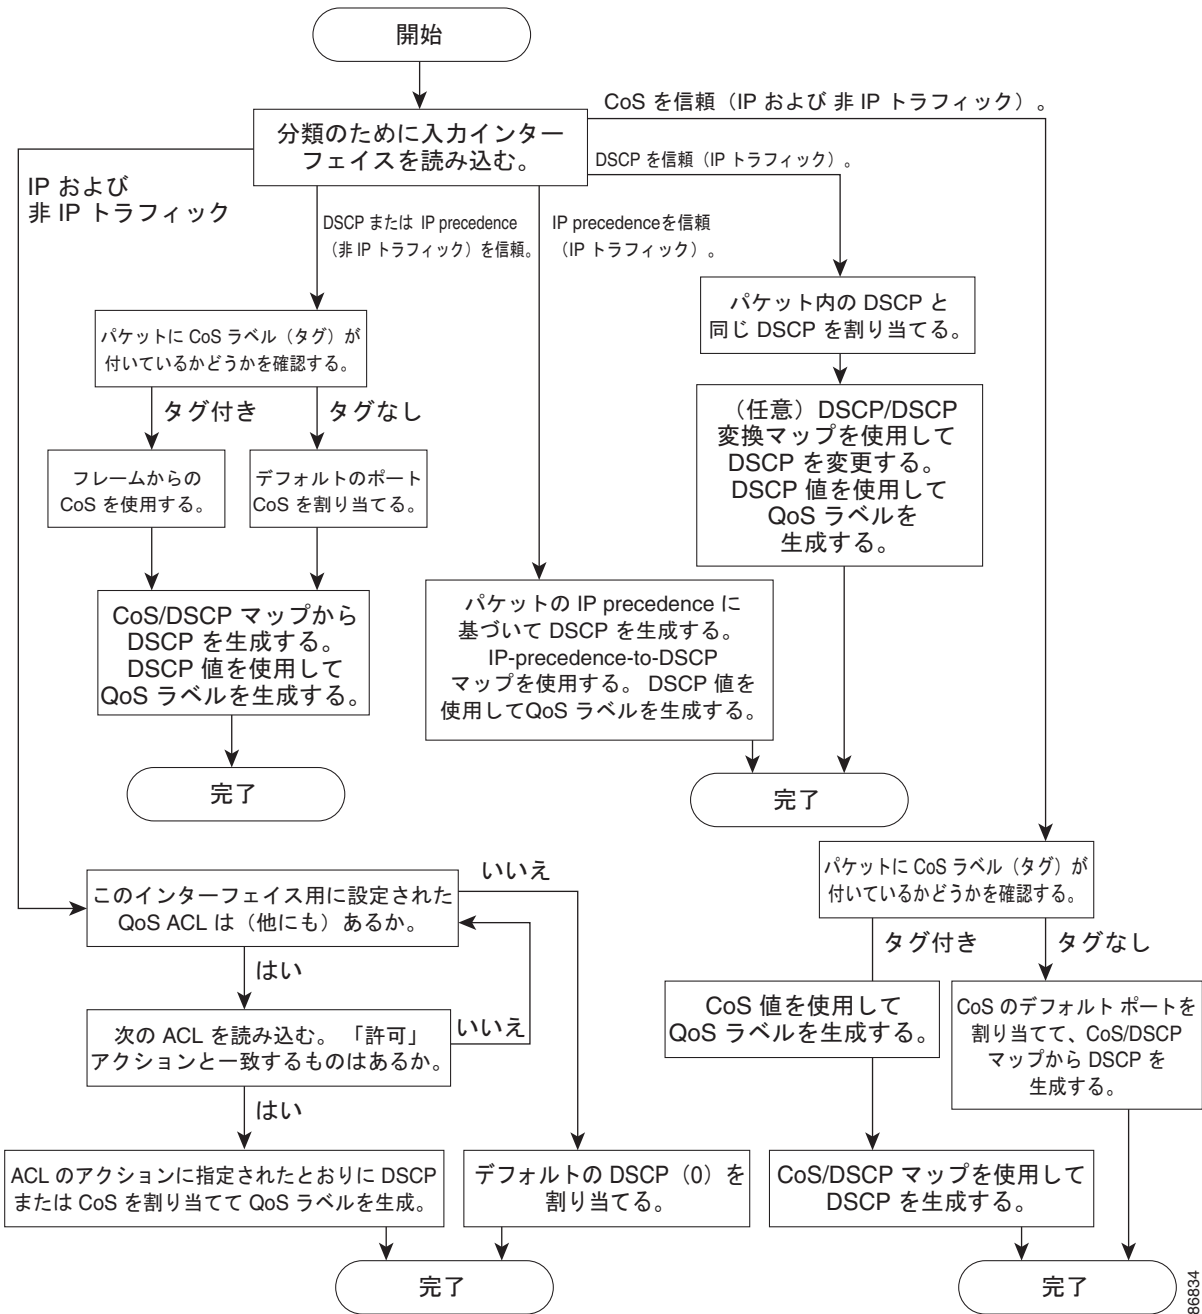 開始
分類のために入力インター
フェイスを読み込む。
CoS を信頼（IP および 非 IP トラフィック）。
DSCP を信頼（IP トラフィック）。
IP および
非 IP トラフィック
DSCP または IP precedence
（非 IP トラフィック）を信頼。
IP precedenceを信頼
（IP トラフィック）。
パケット内の DSCP と
同じ DSCP を割り当てる。
パケットに CoS ラベル（タグ）が
付いているかどうかを確認する。
タグ付き
タグなし
（任意）DSCP/DSCP
変換マップを使用して
DSCP を変更する。
DSCP 値を使用して
QoS ラベルを
生成する。
フレームからの
CoS を使用する。
デフォルトのポート
CoS を割り当てる。
CoS/DSCP マップから
DSCP を生成する。
DSCP 値を使用して
QoS ラベルを生成する。
パケットの IP precedence に
基づいて DSCP を生成する。
IP-precedence-to-DSCP
マップを使用する。 DSCP 値を
使用してQoS ラベルを生成する。
完了
完了
このインターフェイス用に設定された
QoS ACL は（他にも）あるか。
いいえ
はい
次の ACL を読み込む。 「許可」
アクションと一致するものはあるか。
いいえ
はい
ACL のアクションに指定されたとおりに DSCP
または CoS を割り当てて QoS ラベルを生成。
デフォルトの DSCP（0）を
割り当てる。
完了
パケットに CoS ラベル（タグ）が
付いているかどうかを確認する。
タグ付き
タグなし
CoS 値を使用して
QoS ラベルを生成する。
CoS のデフォルト ポートを
割り当てて、CoS/DSCP
マップから DSCP を
生成する。
CoS/DSCP マップを使用して
DSCP を生成する。
完了
86834